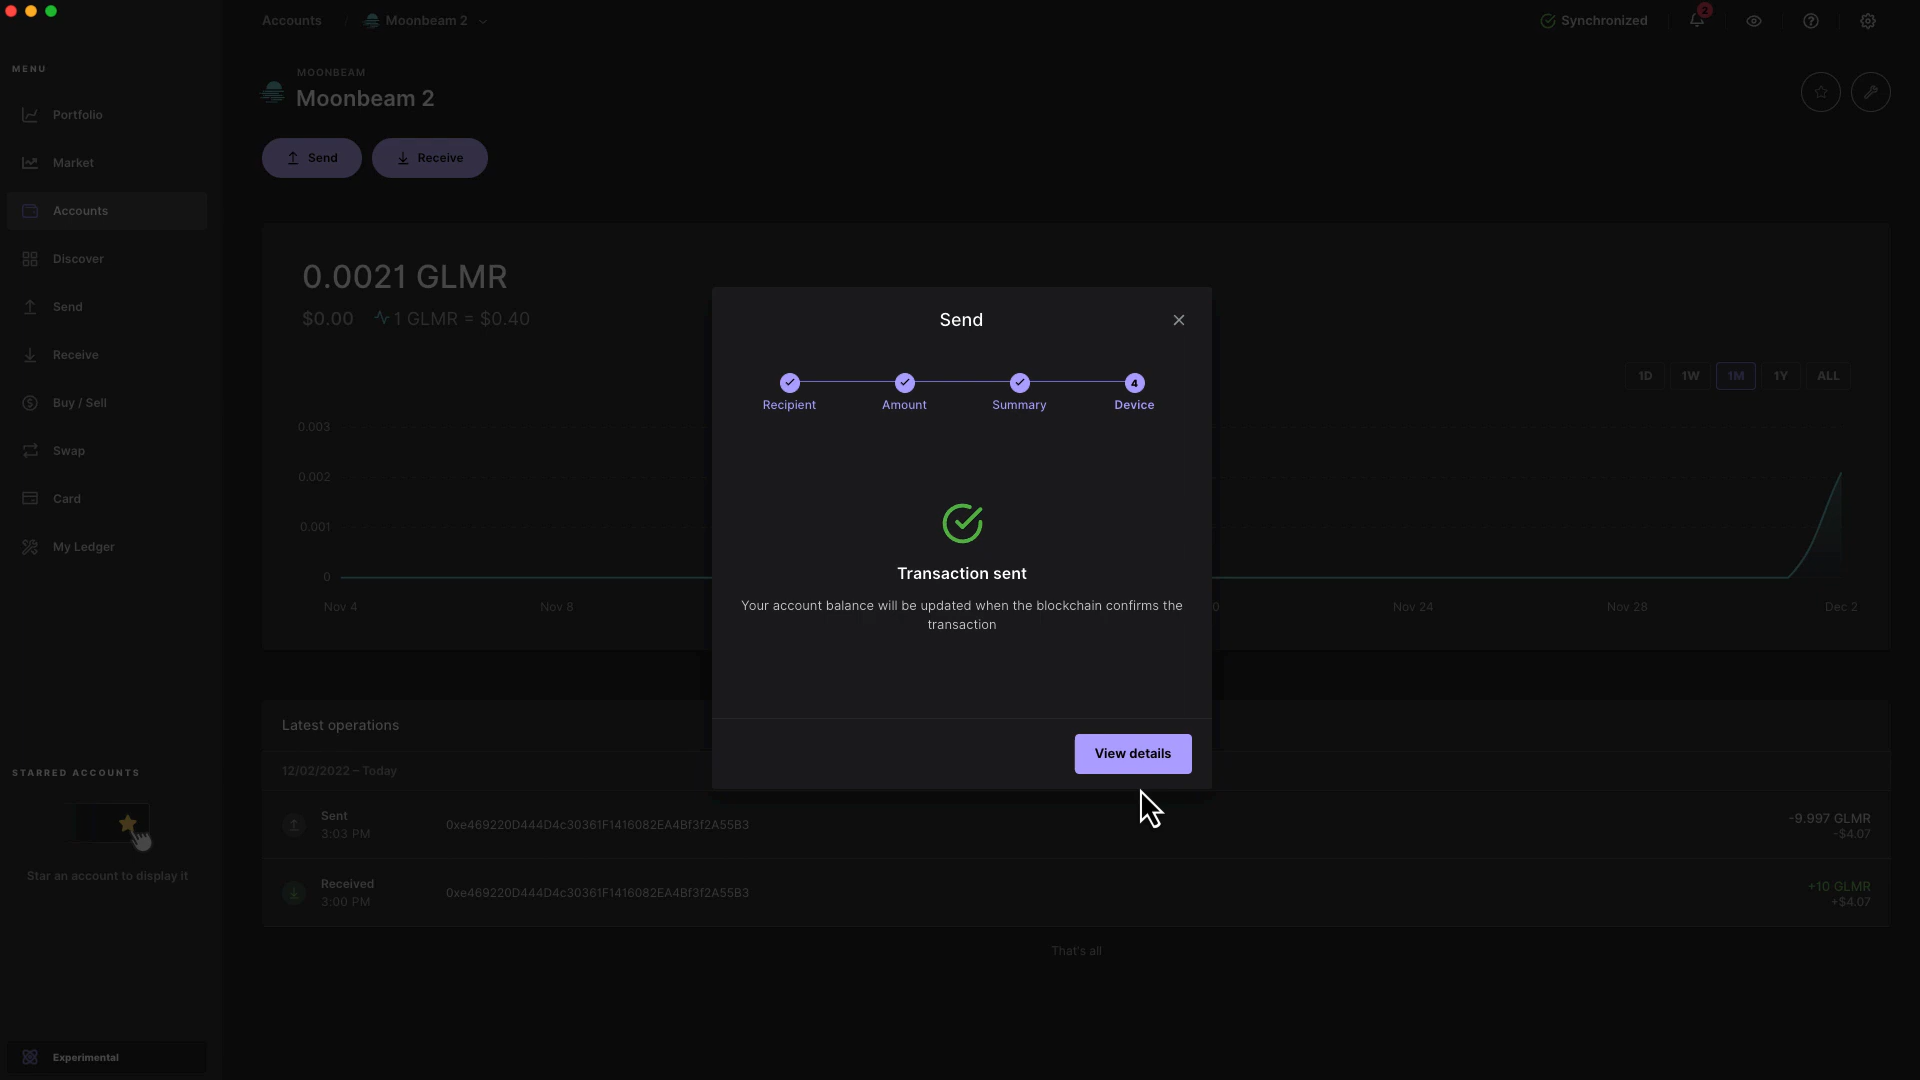 Accounts / Moonbeam 2
Synchronized
2
MENU
Portfolio
Market
Accounts
Discover
Send
Receive
Buy / Sell
Swap
Card
My Ledger
STARRED ACCOUNTS
Star an account to display it
Experimental
MOONBEAM
Moonbeam 2
Send
Receive
0.0021 GLMR
$0.00 1 GLMR = $0.40
1D 1W 1M 1Y ALL
0.003
0.002
0.001
0
Nov 4 Nov 8 0 Nov 24 Nov 28 Dec 2
Send
Recipient Amount Summary 4 Device
Transaction sent
Your account balance will be updated when the blockchain confirms the
transaction
View details
Latest operations
12/02/2022 – Today
Sent
3:03 PM
0xe469220D444D4c30361F1416082EA4Bf3f2A55B3
-9.997 GLMR
-$4.07
Received
3:00 PM
0xe469220D444D4c30361F1416082EA4Bf3f2A55B3
+10 GLMR
+$4.07
That's all